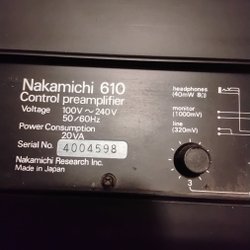 Nakamichi 610
Control preamplifier
Voltage 100V ~ 240V
50/60Hz
Power Consumption
20VA
Serial No. 4004598
Nakamichi Research Inc.
Made in Japan
headphones
(40mW 8Ω)
monitor
(1000mV)
line
(320mV)
3